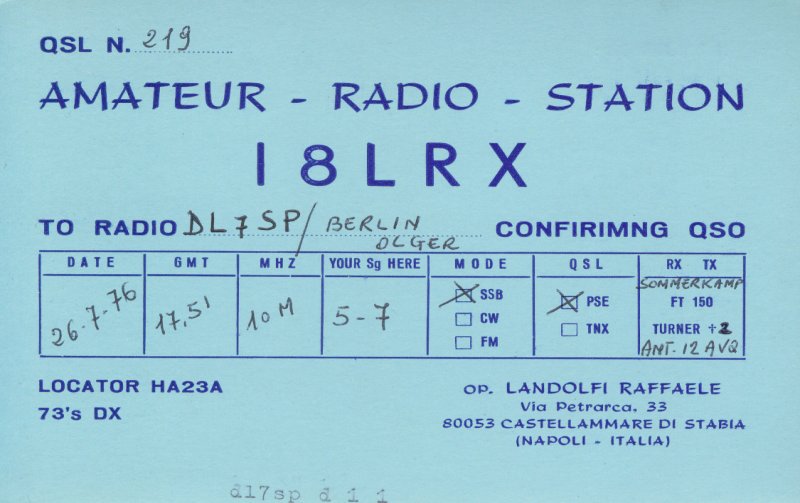 QSL N. 219
AMATEUR - RADIO - STATION
I8LRX
TO RADIO DL7SP/ BERLIN OLGER CONFIRIMNG QSO
DATE GMT MHZ YOUR Sg HERE MODE QSL RX TX
26.7.76 17,51 10M 5-7 SSB PSE SOMMERKAMP
CW TNX FT 150
FM TURNER +2
ANT. 12 AVQ
LOCATOR HA23A
73's DX
OP. LANDOLFI RAFFAELE
Via Petrarca, 33
80053 CASTELLAMMARE DI STABIA
(NAPOLI - ITALIA)
dl7sp d 1 1